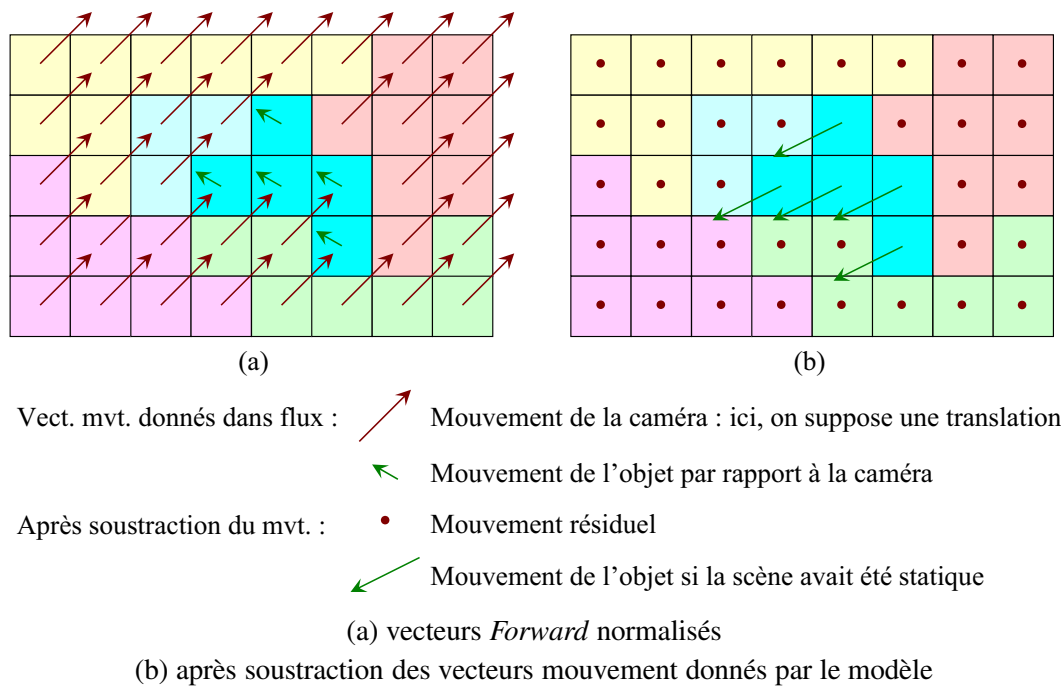 (a) (b)
Vect. mvt. donnés dans flux : Mouvement de la caméra : ici, on suppose une translation
Mouvement de l'objet par rapport à la caméra
Après soustraction du mvt. : Mouvement résiduel
Mouvement de l'objet si la scène avait été statique
(a) vecteurs Forward normalisés
(b) après soustraction des vecteurs mouvement donnés par le modèle